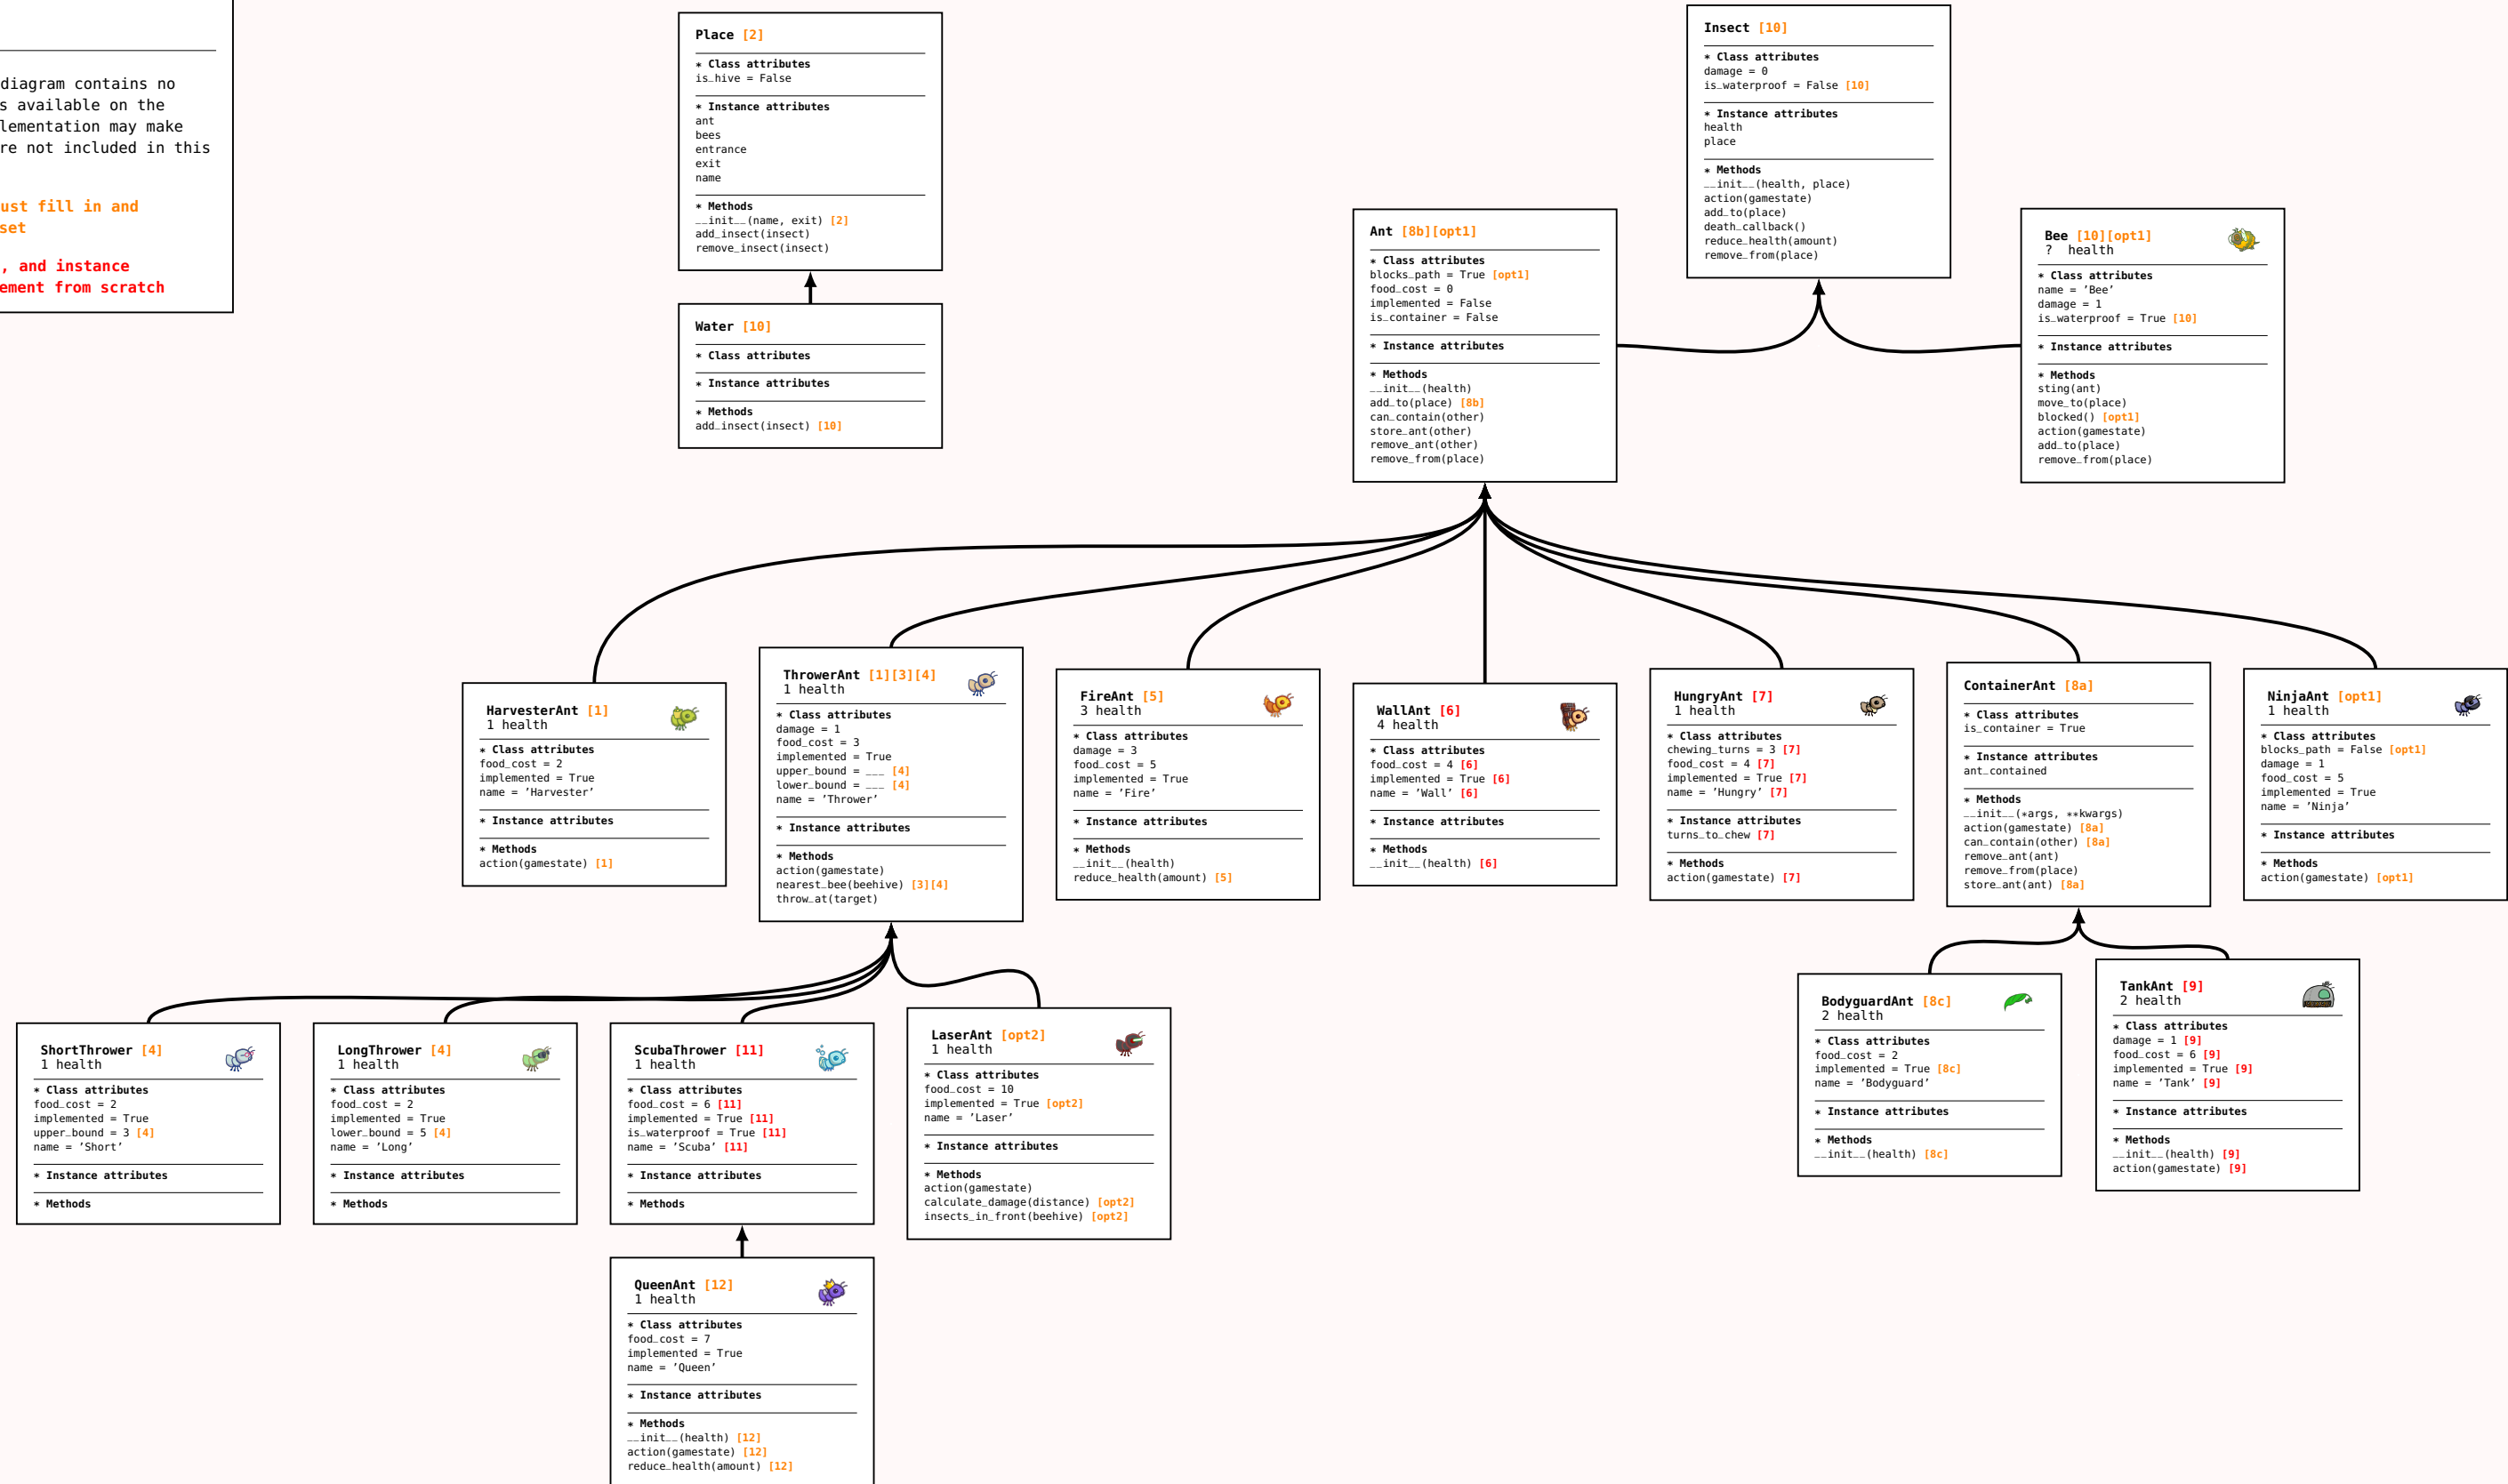 diagram contains no
s available on the
lementation may make
re not included in this
ust fill in and
set
, and instance
ement from scratch
Place [2]
* Class attributes
is_hive = False
* Instance attributes
ant
bees
entrance
exit
name
* Methods
__init__(name, exit) [2]
add_insect(insect)
remove_insect(insect)
Water [10]
* Class attributes
* Instance attributes
* Methods
add_insect(insect) [10]
Insect [10]
* Class attributes
damage = 0
is_waterproof = False [10]
* Instance attributes
health
place
* Methods
__init__(health, place)
action(gamestate)
add_to(place)
death_callback()
reduce_health(amount)
remove_from(place)
Ant [8b][opt1]
* Class attributes
blocks_path = True [opt1]
food_cost = 0
implemented = False
is_container = False
* Instance attributes
* Methods
__init__(health)
add_to(place) [8b]
can_contain(other)
store_ant(other)
remove_ant(other)
remove_from(place)
Bee [10][opt1]
? health
* Class attributes
name = ’Bee’
damage = 1
is_waterproof = True [10]
* Instance attributes
* Methods
sting(ant)
move_to(place)
blocked() [opt1]
action(gamestate)
add_to(place)
remove_from(place)
HarvesterAnt [1]
1 health
* Class attributes
food_cost = 2
implemented = True
name = ’Harvester’
* Instance attributes
* Methods
action(gamestate) [1]
ThrowerAnt [1][3][4]
1 health
* Class attributes
damage = 1
food_cost = 3
implemented = True
upper_bound = ___ [4]
lower_bound = ___ [4]
name = ’Thrower’
* Instance attributes
* Methods
action(gamestate)
nearest_bee(beehive) [3][4]
throw_at(target)
FireAnt [5]
3 health
* Class attributes
damage = 3
food_cost = 5
implemented = True
name = ’Fire’
* Instance attributes
* Methods
__init__(health)
reduce_health(amount) [5]
WallAnt [6]
4 health
* Class attributes
food_cost = 4 [6]
implemented = True [6]
name = ’Wall’ [6]
* Instance attributes
* Methods
__init__(health) [6]
HungryAnt [7]
1 health
* Class attributes
chewing_turns = 3 [7]
food_cost = 4 [7]
implemented = True [7]
name = ’Hungry’ [7]
* Instance attributes
turns_to_chew [7]
* Methods
action(gamestate) [7]
ContainerAnt [8a]
* Class attributes
is_container = True
* Instance attributes
ant_contained
* Methods
__init__(*args, **kwargs)
action(gamestate) [8a]
can_contain(other) [8a]
remove_ant(ant)
remove_from(place)
store_ant(ant) [8a]
NinjaAnt [opt1]
1 health
* Class attributes
blocks_path = False [opt1]
damage = 1
food_cost = 5
implemented = True
name = ’Ninja’
* Instance attributes
* Methods
action(gamestate) [opt1]
ShortThrower [4]
1 health
* Class attributes
food_cost = 2
implemented = True
upper_bound = 3 [4]
name = ’Short’
* Instance attributes
* Methods
LongThrower [4]
1 health
* Class attributes
food_cost = 2
implemented = True
lower_bound = 5 [4]
name = ’Long’
* Instance attributes
* Methods
ScubaThrower [11]
1 health
* Class attributes
food_cost = 6 [11]
implemented = True [11]
is_waterproof = True [11]
name = ’Scuba’ [11]
* Instance attributes
* Methods
LaserAnt [opt2]
1 health
* Class attributes
food_cost = 10
implemented = True [opt2]
name = ’Laser’
* Instance attributes
* Methods
action(gamestate)
calculate_damage(distance) [opt2]
insects_in_front(beehive) [opt2]
BodyguardAnt [8c]
2 health
* Class attributes
food_cost = 2
implemented = True [8c]
name = ’Bodyguard’
* Instance attributes
* Methods
__init__(health) [8c]
TankAnt [9]
2 health
* Class attributes
damage = 1 [9]
food_cost = 6 [9]
implemented = True [9]
name = ’Tank’ [9]
* Instance attributes
* Methods
__init__(health) [9]
action(gamestate) [9]
QueenAnt [12]
1 health
* Class attributes
food_cost = 7
implemented = True
name = ’Queen’
* Instance attributes
* Methods
__init__(health) [12]
action(gamestate) [12]
reduce_health(amount) [12]